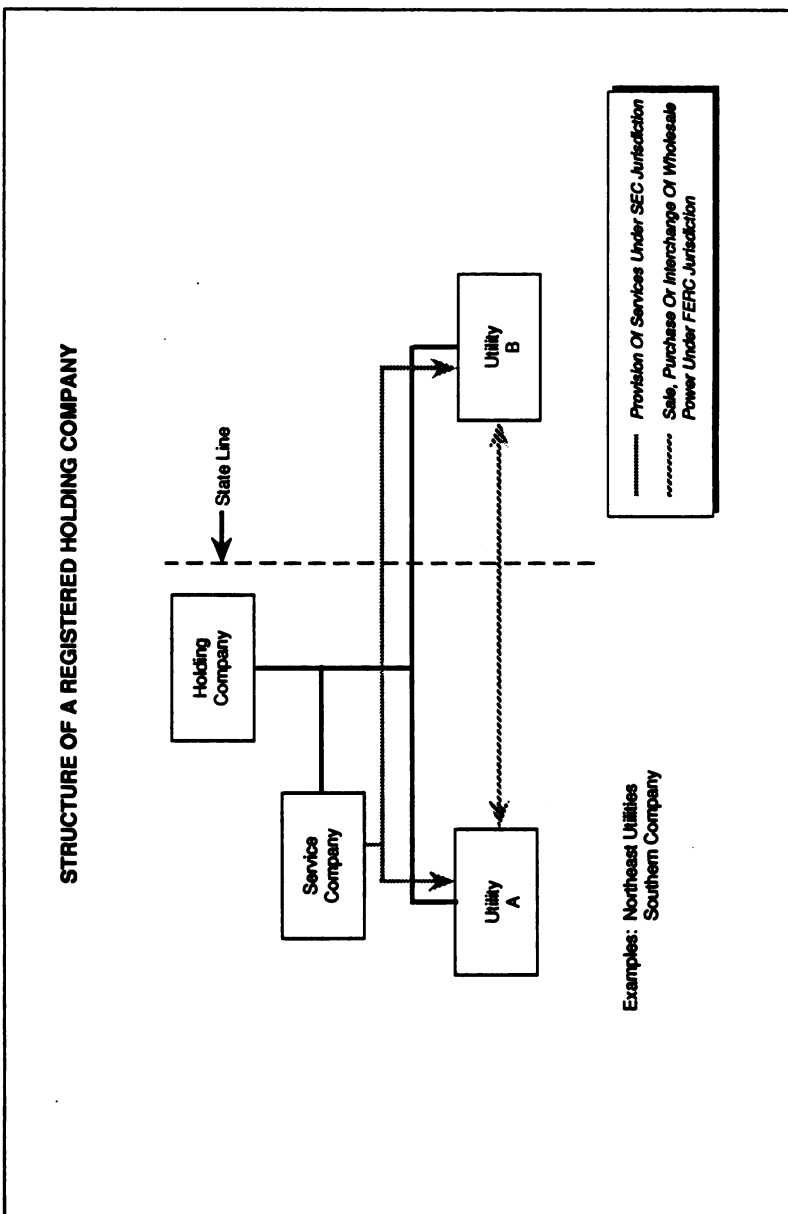 STRUCTURE OF A REGISTERED HOLDING COMPANY
Holding
Company
State Line
Service
Company
Utility
A
Utility
B
Examples: Northeast Utilities
Southern Company
Provision Of Services Under SEC Jurisdiction
Sale, Purchase Or Interchange Of Wholesale
Power Under FERC Jurisdiction